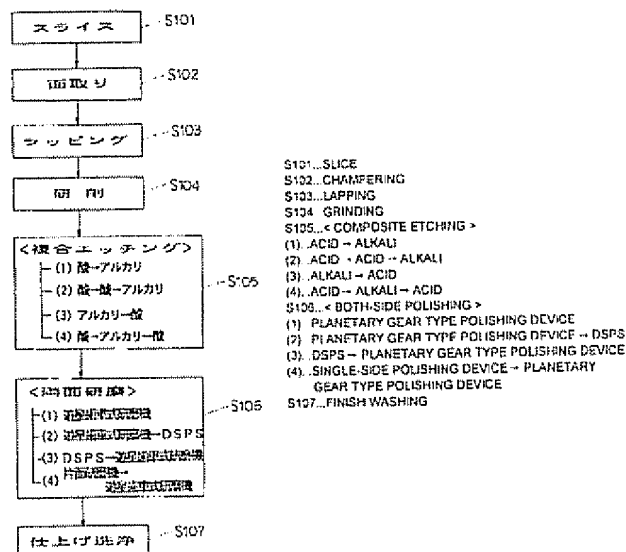 スライス
S101
面取り
S102
ラッピング
S103
研削
S104
<複合エッチング>
(1) 酸→アルカリ
(2) 酸→酸→アルカリ
(3) アルカリ→酸
(4) 酸→アルカリ→酸
S105
<両面研磨>
(1)
(2) →DSPS
(3) DSPS→
(4)
S106
仕上げ洗浄
S107
S101...SLICE
S102...CHAMFERING
S103...LAPPING
S104 GRINDING
S105...< COMPOSITE ETCHING >
(1)...ACID → ALKALI
(2)...ACID → ACID → ALKALI
(3)...ALKALI → ACID
(4)...ACID → ALKALI → ACID
S106...< BOTH-SIDE POLISHING >
(1) PLANETARY GEAR TYPE POLISHING DEVICE
(2) PLANETARY GEAR TYPE POLISHING DEVICE → DSPS
(3)...DSPS → PLANETARY GEAR TYPE POLISHING DEVICE
(4)...SINGLE-SIDE POLISHING DEVICE → PLANETARY
GEAR TYPE POLISHING DEVICE
S107...FINISH WASHING